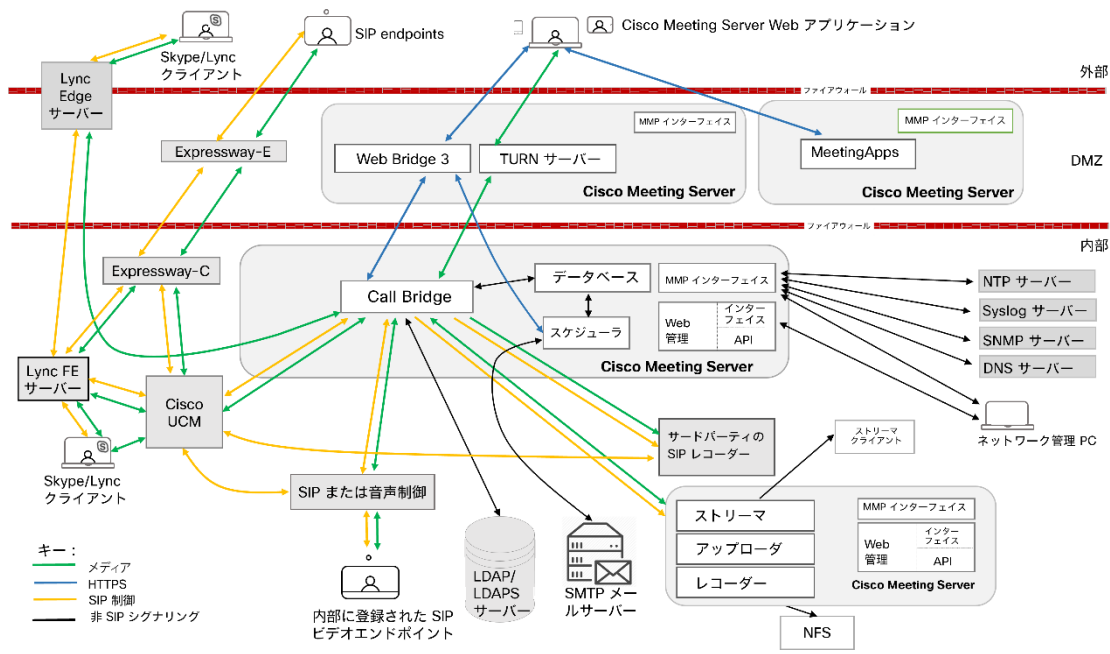 Skype/Lync
クライアント
SIP endpoints
Cisco Meeting Server Web アプリケーション
外部
ファイアウォール
Lync
Edge
サーバー
MMP インターフェイス
MMP インターフェイス
Expressway-E
Web Bridge 3
TURN サーバー
MeetingApps
DMZ
Cisco Meeting Server
Cisco Meeting Server
ファイアウォール
内部
Expressway-C
データベース
MMP インターフェイス
NTP サーバー
Call Bridge
Syslog サーバー
スケジューラ
Web
管理
インター
フェイス
API
SNMP サーバー
Cisco Meeting Server
DNS サーバー
Lync FE
サーバー
Cisco
UCM
サードパーティの
SIP レコーダー
ストリーマ
クライアント
ネットワーク管理 PC
Skype/Lync
クライアント
SIP または音声制御
ストリーマ
MMP インターフェイス
アップローダ
Web
管理
インター
フェイス
API
レコーダー
Cisco Meeting Server
キー：
メディア
HTTPS
SIP 制御
非 SIP シグナリング
内部に登録された SIP
ビデオエンドポイント
LDAP/
LDAPS
サーバー
SMTP メー
ルサーバー
NFS